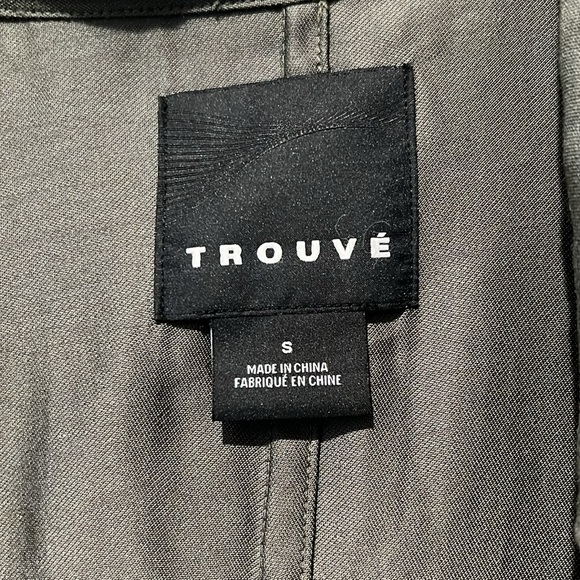 TROUVÉ
S
MADE IN CHINA
FABRIQUÉ EN CHINE